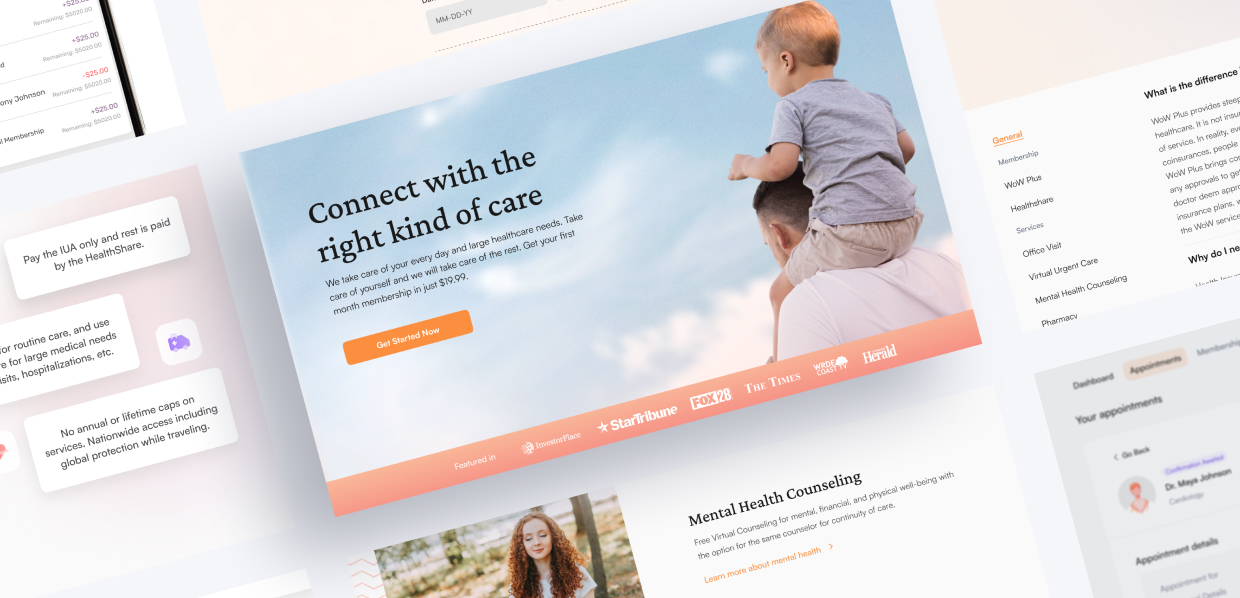 +$25.00
Remaining: $5020.00
+$25.00
Remaining: $5020.00
ony Johnson
-$25.00
Remaining: $5020.00
l Membership
+$25.00
Remaining: $5020.00
MM-DD-YY
Pay the IUA only and rest is paid
by the HealthShare.
for routine care, and use
re for large medical needs
isits, hospitalizations, etc.
No annual or lifetime caps on
services. Nationwide access including
global protection while traveling.
Connect with the
right kind of care
We take care of your every day and large healthcare needs. Take
care of yourself and we will take care of the rest. Get your first
month membership in just $19.99.
Get Started Now
Featured in
InvestorPlace
StarTribune
FOX28
THE TIMES
WRDE
COAST TV
Herald
Mental Health Counseling
Free Virtual Counseling for mental, financial, and physical well-being with
the option for the same counselor for continuity of care.
Learn more about mental health
General
Membership
WoW Plus
Healthshare
Services
Office Visit
Virtual Urgent Care
Mental Health Counseling
Pharmacy
What is the difference
WoW Plus provides steep
healthcare. It is not insur
of service. In reality, eve
coinsurances, people
WoW Plus brings con
any approvals to get
doctor deem appro
insurance plans, w
the WoW service
Why do I ne
Dashboard
Appointments
Membership
Your appointments
Go Back
Confirmation Awaited
Dr. Maya Johnson
Cardiology
Appointment details
Appointment for
Details